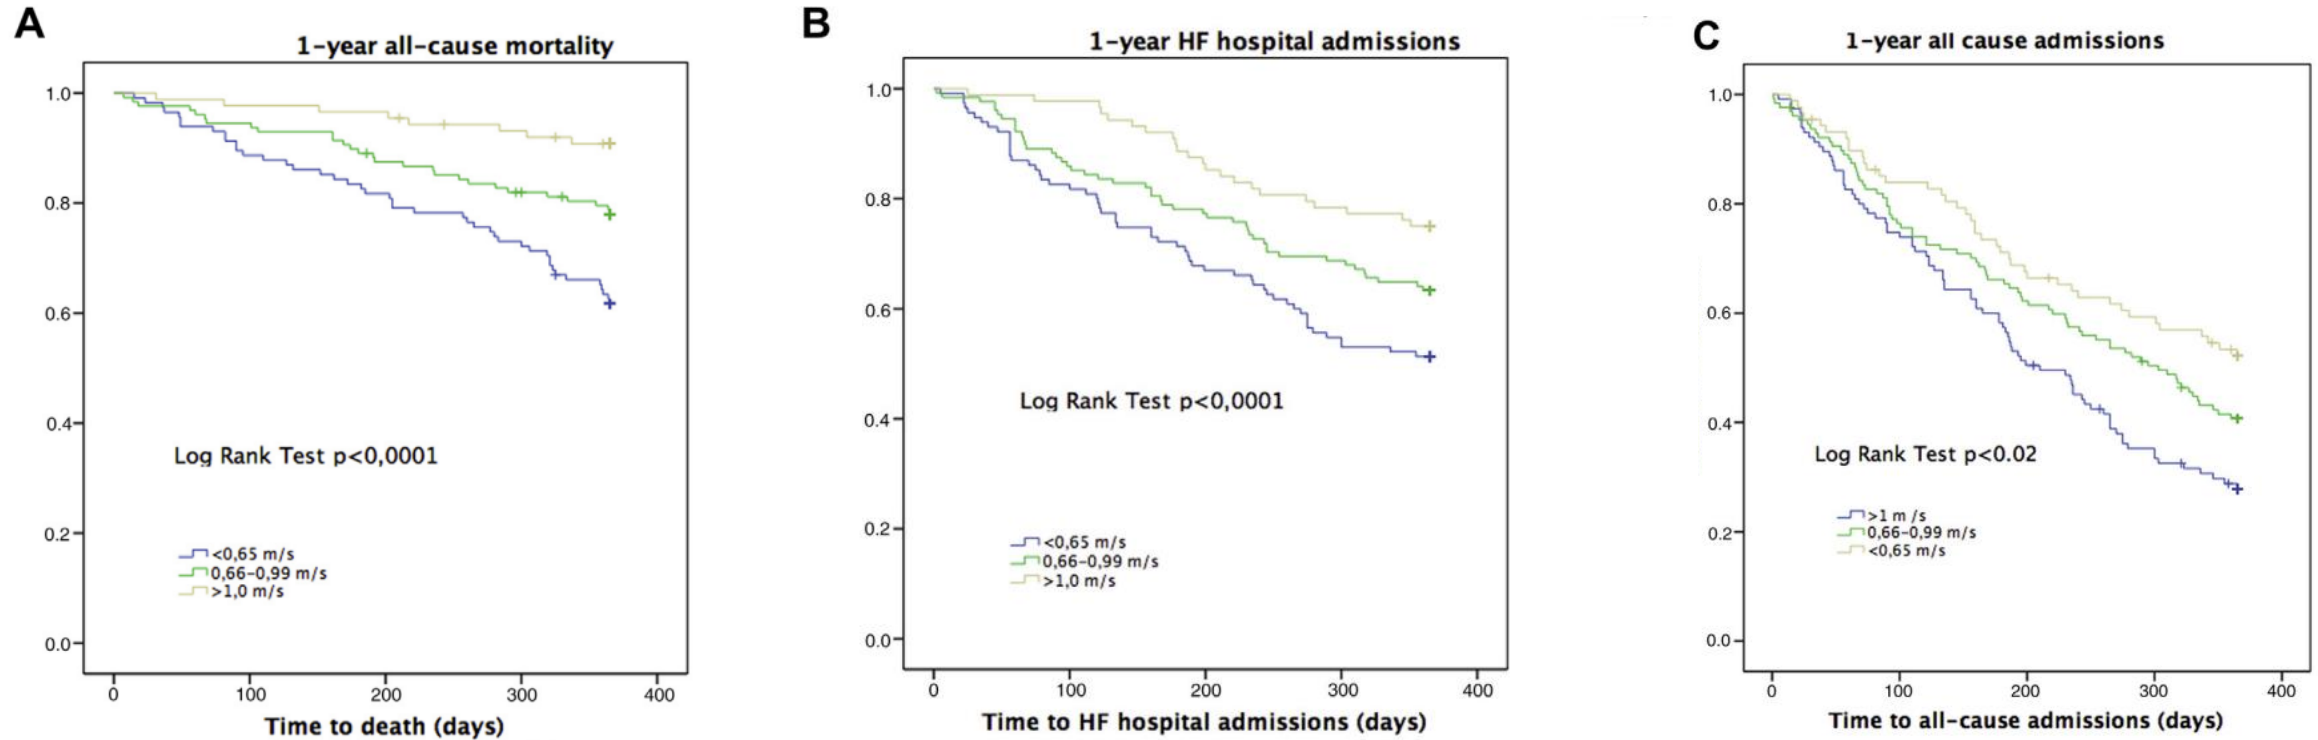 A
1-year all-cause mortality
1.0
0.8
0.6
0.4
0.2
0.0
Log Rank Test p<0,0001
<0,65 m/s
0,66-0,99 m/s
>1,0 m/s
0 100 200 300 400
Time to death (days)
B
1-year HF hospital admissions
1.0
0.8
0.6
0.4
0.2
0.0
Log Rank Test p<0,0001
<0,65 m/s
0,66-0,99 m/s
>1,0 m/s
0 100 200 300 400
Time to HF hospital admissions (days)
C
1-year all cause admissions
1.0
0.8
0.6
0.4
0.2
0.0
Log Rank Test p<0.02
>1 m /s
0,66-0,99 m/s
<0,65 m/s
0 100 200 300 400
Time to all-cause admissions (days)